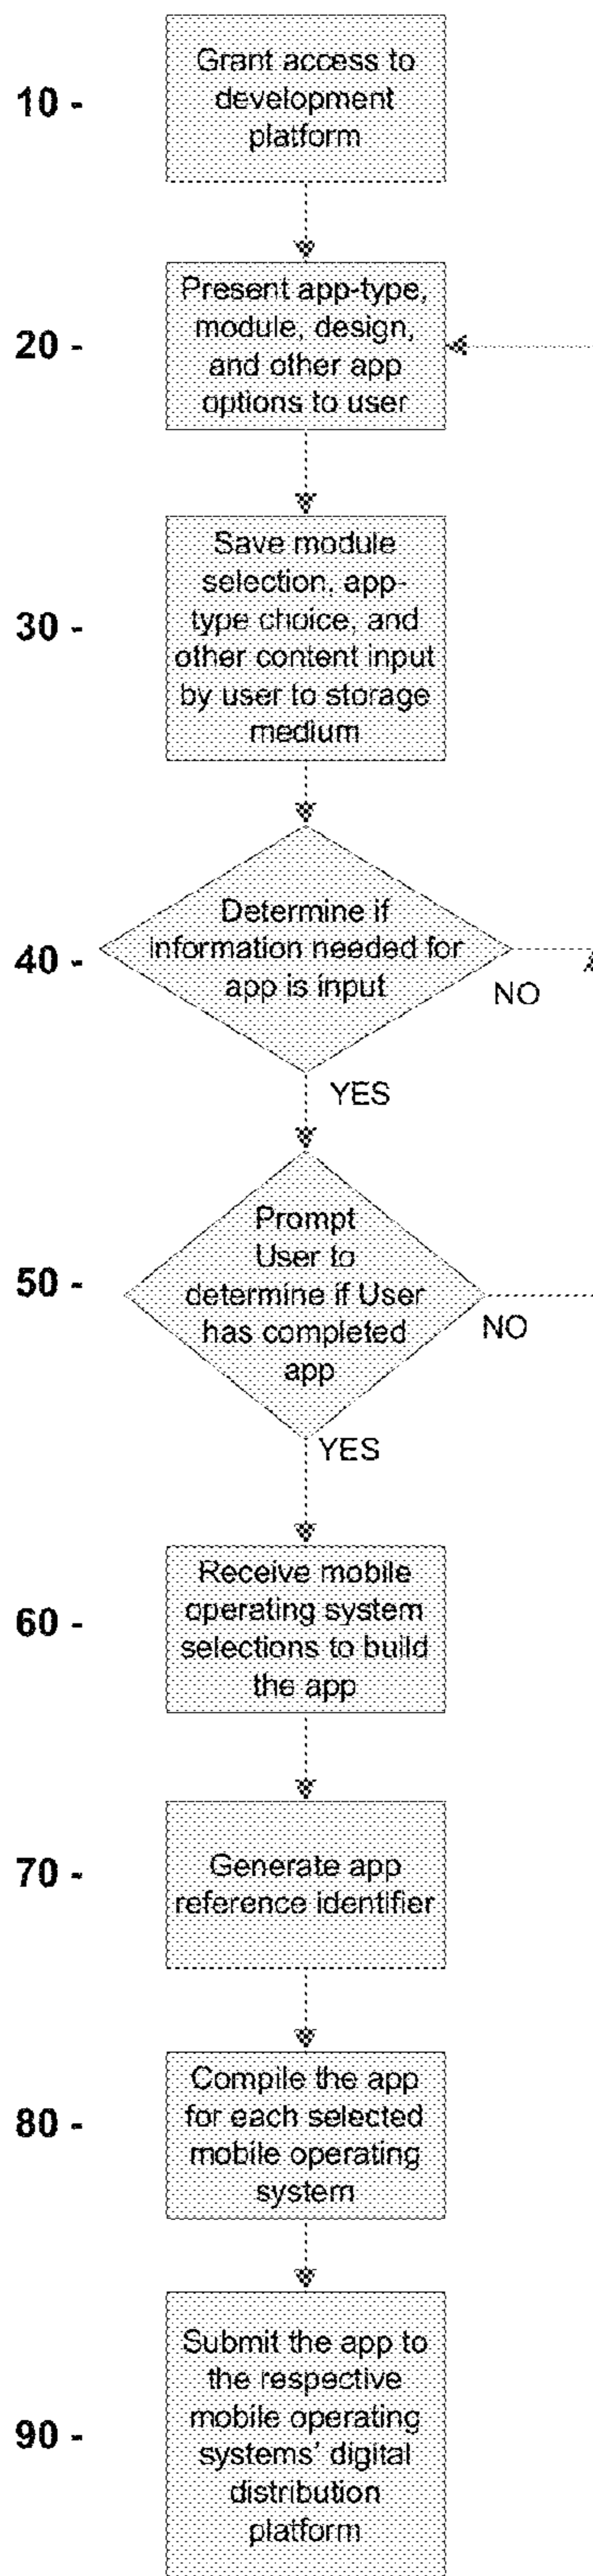 10 -
Grant access to
development
platform
20 -
Present app-type,
module, design,
and other app
options to user
30 -
Save module
selection, app-
type choice, and
other content input
by user to storage
medium
40 -
Determine if
information needed for
app is input
NO
YES
50 -
Prompt
User to
determine if User
has completed
app
NO
YES
60 -
Receive mobile
operating system
selections to build
the app
70 -
Generate app
reference identifier
80 -
Compile the app
for each selected
mobile operating
system
90 -
Submit the app to
the respective
mobile operating
systems' digital
distribution
platform